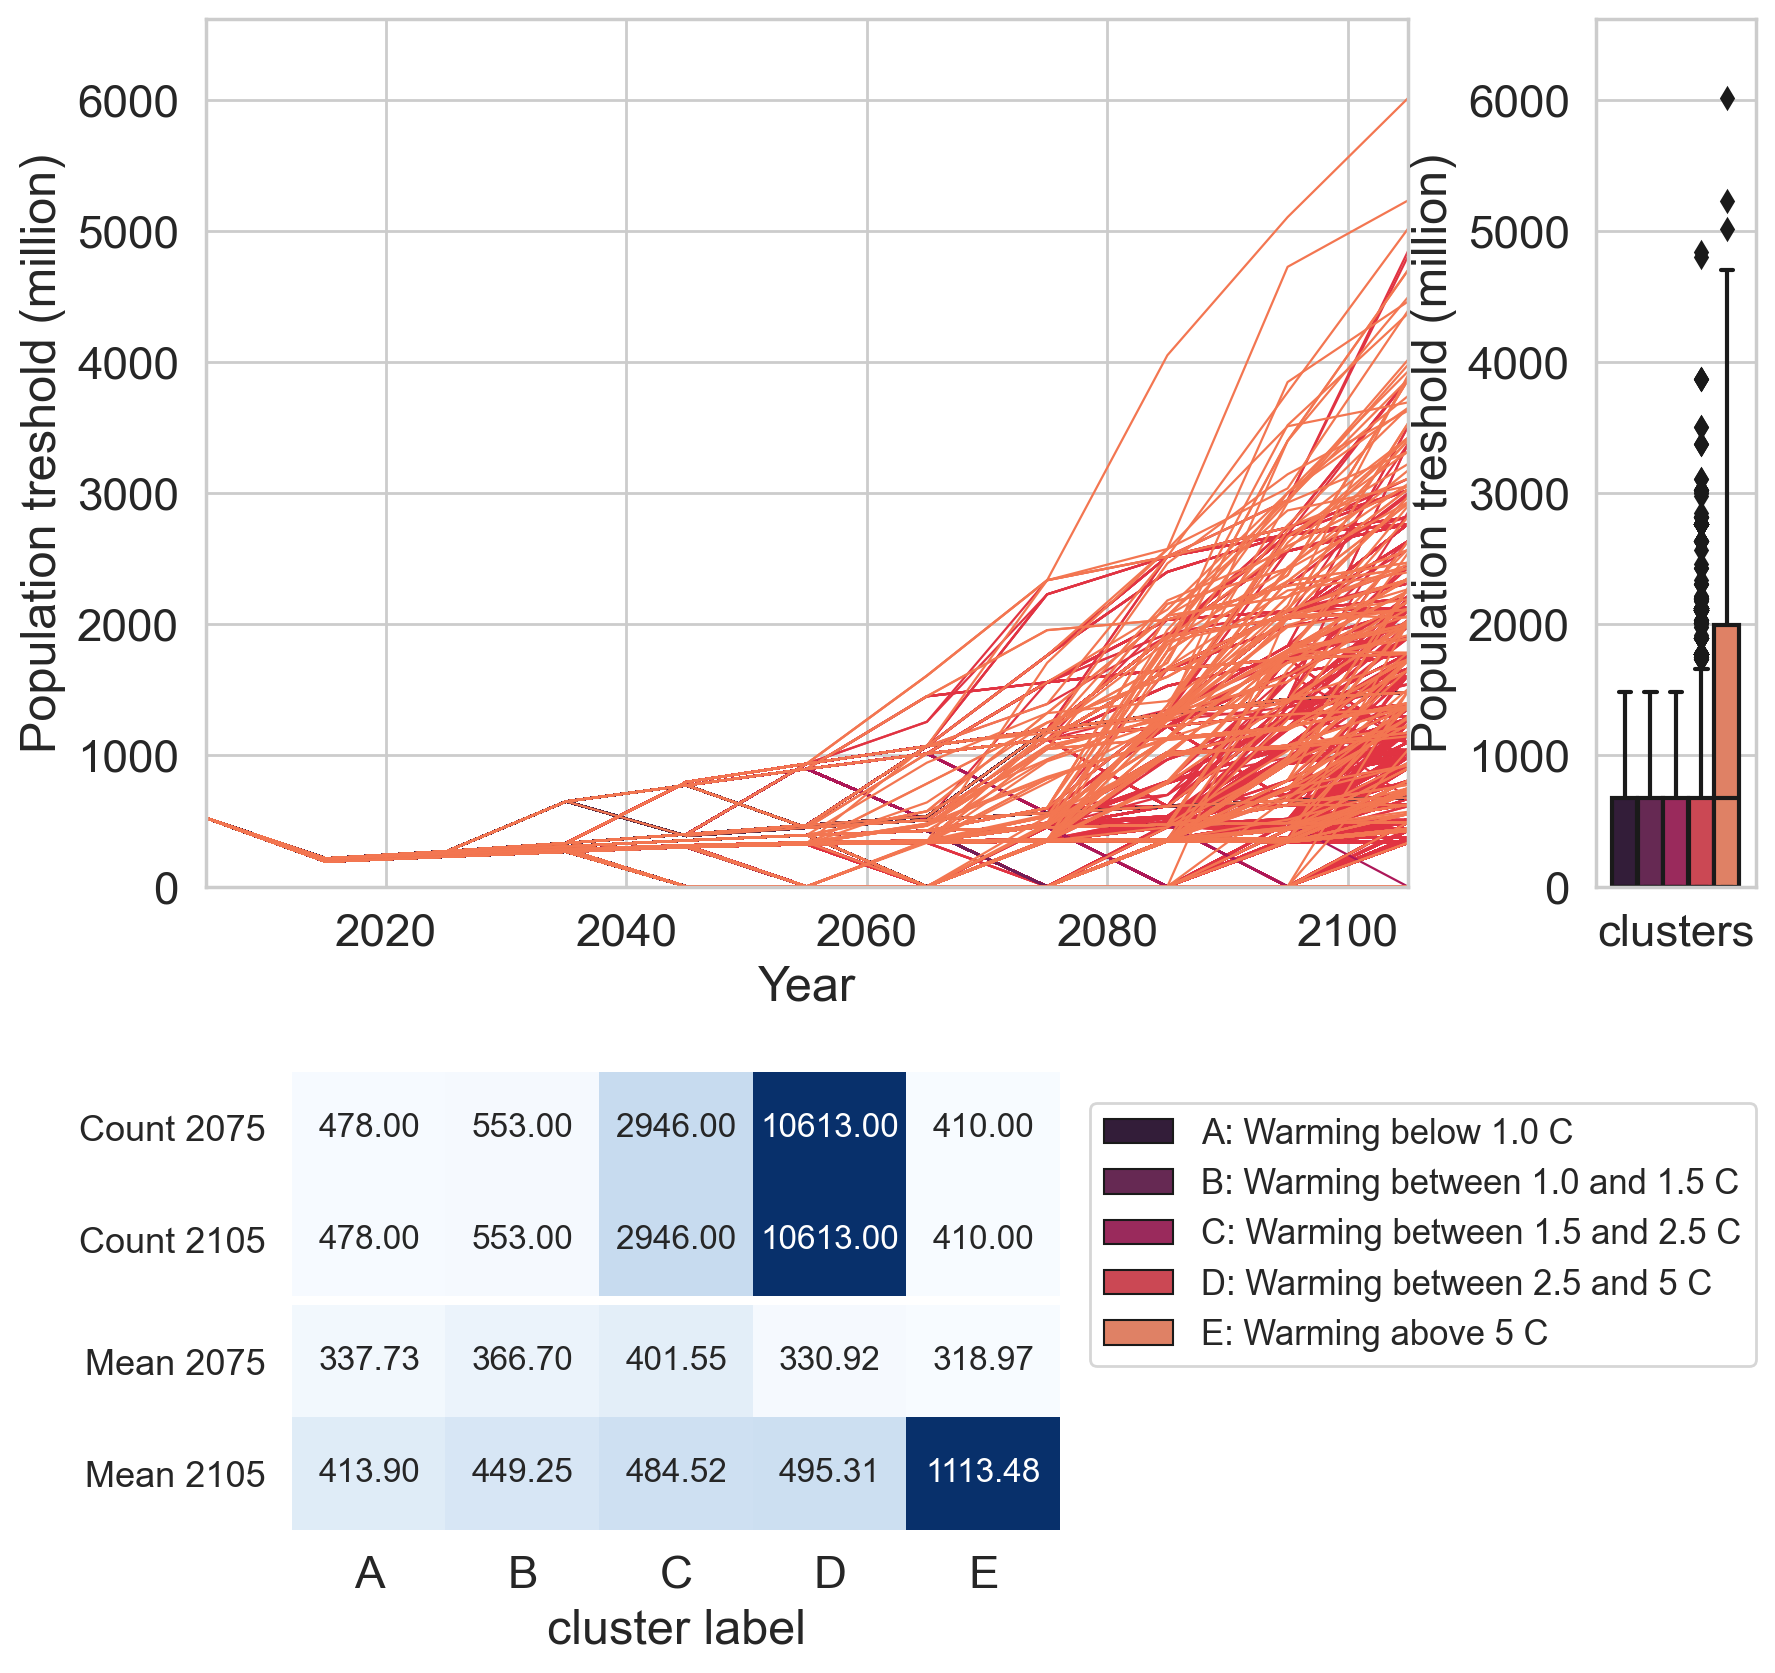 6000
5000
4000
3000
2000
1000
0
Population treshold (million)
2020 2040 2060 2080 2100
Year
6000
5000
4000
3000
2000
1000
0
Population treshold (million)
clusters
Count 2075 478.00 553.00 2946.00 10613.00 410.00
Count 2105 478.00 553.00 2946.00 10613.00 410.00
Mean 2075 337.73 366.70 401.55 330.92 318.97
Mean 2105 413.90 449.25 484.52 495.31 1113.48
A B C D E
cluster label
A: Warming below 1.0 C
B: Warming between 1.0 and 1.5 C
C: Warming between 1.5 and 2.5 C
D: Warming between 2.5 and 5 C
E: Warming above 5 C